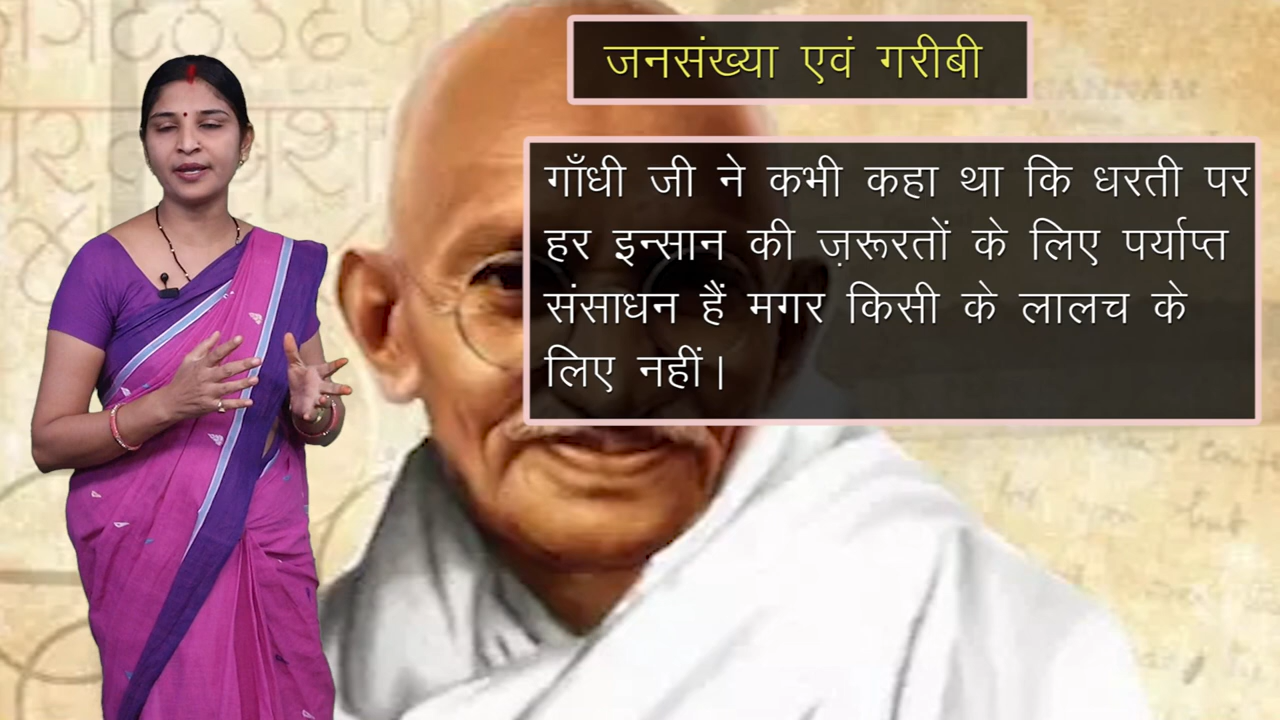 जनसंख्या एवं गरीबी
गाँधी जी ने कभी कहा था कि धरती पर
हर इन्सान की ज़रूरतों के लिए पर्याप्त
संसाधन हैं मगर किसी के लालच के
लिए नहीं।